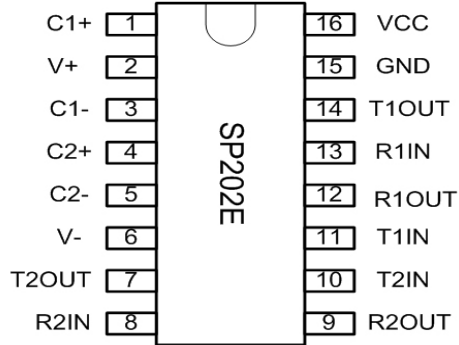 C1+ 1 16 VCC
V+ 2 15 GND
C1- 3 14 T1OUT
C2+ 4 13 R1IN
C2- 5 12 R1OUT
V- 6 11 T1IN
T2OUT 7 10 T2IN
R2IN 8 9 R2OUT
SP202E